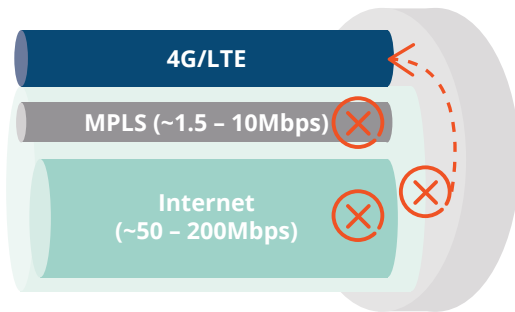 4G/LTE
MPLS (~1.5 – 10Mbps)
Internet
(~50 – 200Mbps)